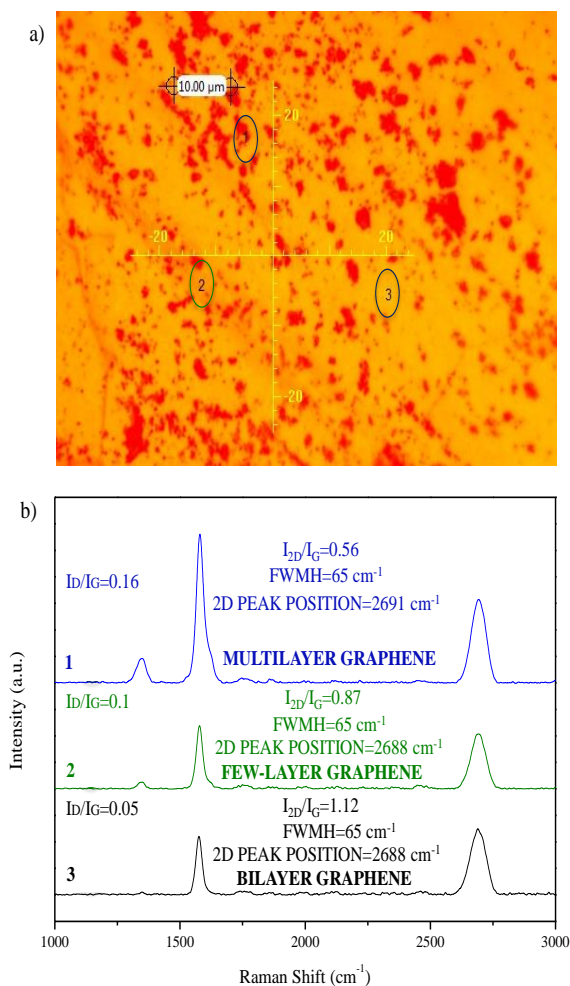 a)
10.00 µm
20
1
-20
20
2
3
-20
b)
I2D/IG=0.56
ID/IG=0.16
FWMH=65 cm-1
2D PEAK POSITION=2691 cm-1
1
MULTILAYER GRAPHENE
ID/IG=0.1
I2D/IG=0.87
FWMH=65 cm-1
2D PEAK POSITION=2688 cm-1
2
FEW-LAYER GRAPHENE
ID/IG=0.05
I2D/IG=1.12
FWMH=65 cm-1
2D PEAK POSITION=2688 cm-1
3
BILAYER GRAPHENE
Intensity (a.u.)
1000 1500 2000 2500 3000
Raman Shift (cm-1)